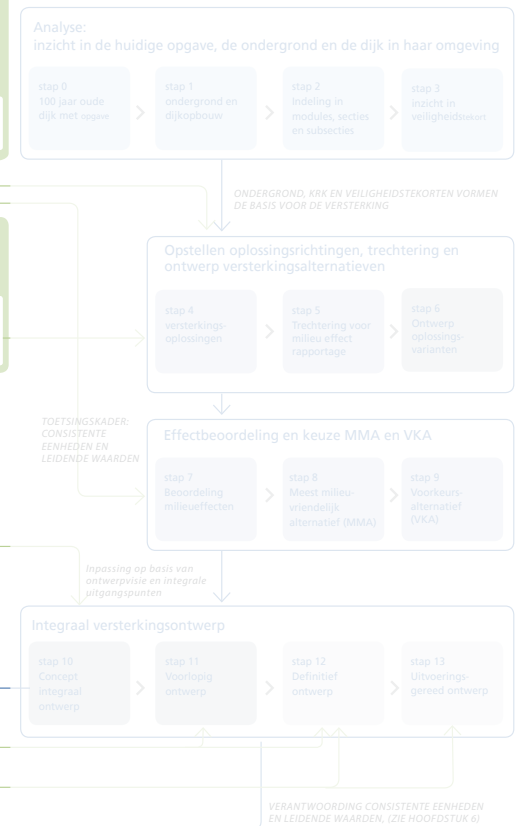 Analyse:
inzicht in de huidige opgave, de ondergrond en de dijk in haar omgeving
stap 0
100 jaar oude
dijk met opgave
stap 1
ondergrond en
dijkopbouw
stap 2
Indeling in
modules, secties
en subsecties
stap 3
inzicht in
veiligheidstekort
ONDERGROND, KRK EN VEILIGHEIDSTEKORTEN VORMEN
DE BASIS VOOR DE VERSTERKING
Opstellen oplossingsrichtingen, trechtering en
ontwerp versterkingsalternatieven
stap 4
versterkings-
oplossingen
stap 5
Trechtering voor
milieu effect
rapportage
stap 6
Ontwerp
oplossings-
varianten
TOETSINGSKADER:
CONSISTENTE
EENHEDEN EN
LEIDENDE WAARDEN
Effectbeoordeling en keuze MMA en VKA
stap 7
Beoordeling
milieueffecten
stap 8
Meest milieu-
vriendelijk
alternatief (MMA)
stap 9
Voorkeurs-
alternatief
(VKA)
Inpassing op basis van
ontwerpvisie en integrale
uitgangspunten
Integraal versterkingsontwerp
stap 10
Concept
integraal
ontwerp
stap 11
Voorlopig
ontwerp
stap 12
Definitief
ontwerp
stap 13
Uitvoerings-
gereed ontwerp
VERANTWOORDING CONSISTENTE EENHEDEN
EN LEIDENDE WAARDEN, (ZIE HOOFDSTUK 6)